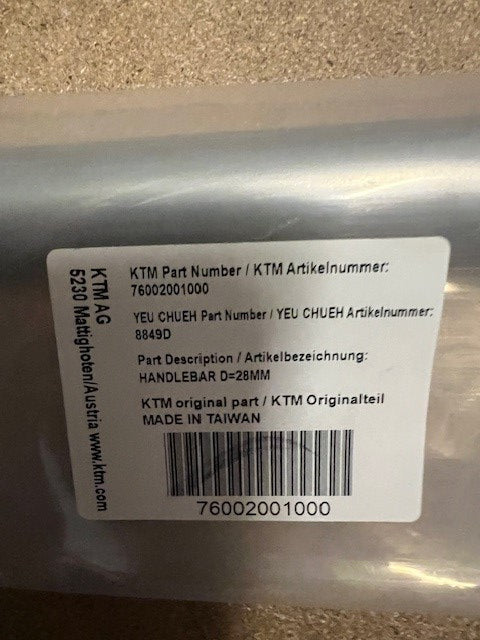 KTM AG
5230 Mattighofen/Austria www.ktm.com
KTM Part Number / KTM Artikelnummer:
76002001000
YEU CHUEH Part Number / YEU CHUEH Artikelnummer:
8849D
Part Description / Artikelbezeichnung:
HANDLEBAR D=28MM
KTM original part / KTM Originalteil
MADE IN TAIWAN
76002001000